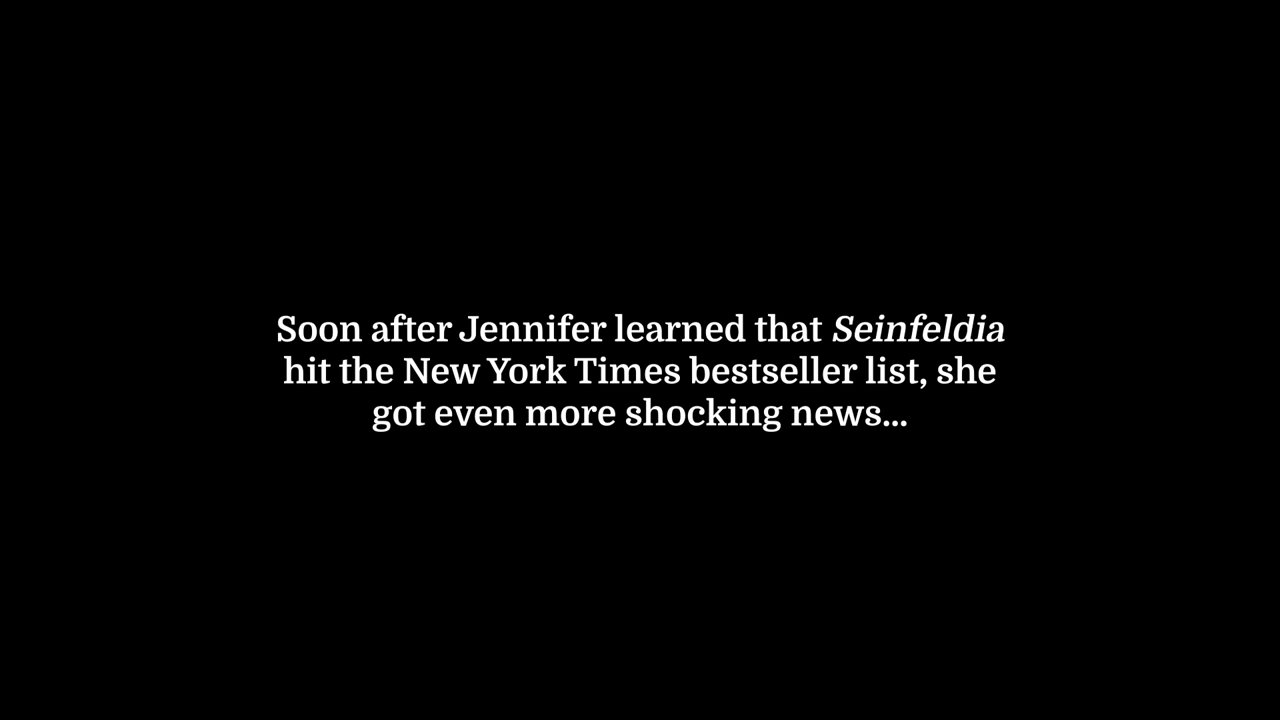 Soon after Jennifer learned that Seinfeldia
hit the New York Times bestseller list, she
got even more shocking news...